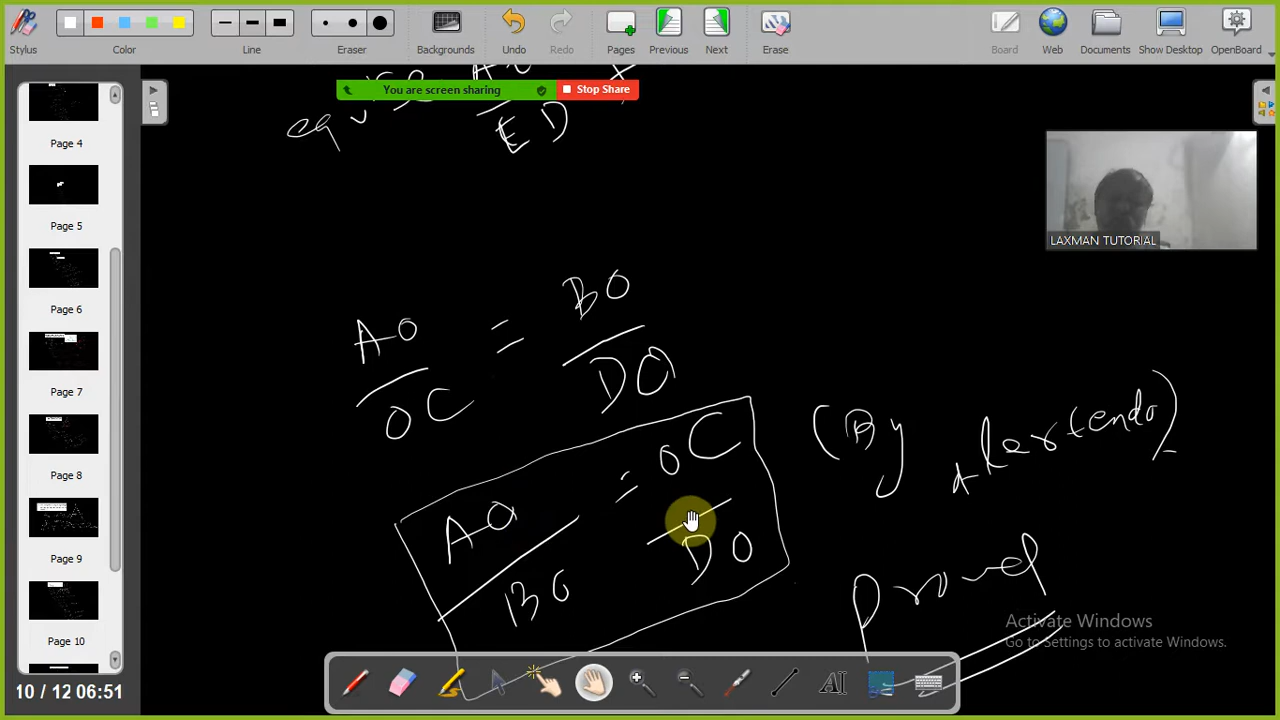 Stylus
Color
Line
Eraser
Backgrounds
Undo
Redo
Pages
Previous
Next
Erase
Board
Web
Documents
Show Desktop
OpenBoard
You are screen sharing
Stop Share
ED
LAXMAN TUTORIAL
Page 4
Page 5
Page 6
Page 7
Page 8
Page 9
Page 10
AO = BO
OC DO
AO = OC
BO DO
(By
proved
Activate Windows
Go to Settings to activate Windows.
10 / 12 06:51